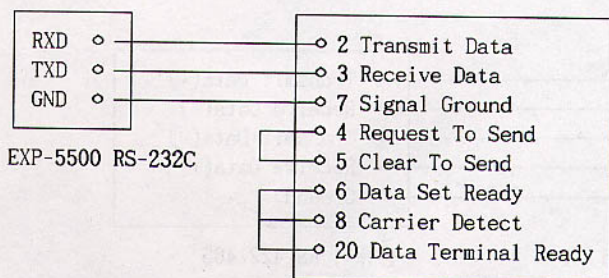 RXD
TXD
GND
EXP-5500 RS-232C
2 Transmit Data
3 Receive Data
7 Signal Ground
4 Request To Send
5 Clear To Send
6 Data Set Ready
8 Carrier Detect
20 Data Terminal Ready